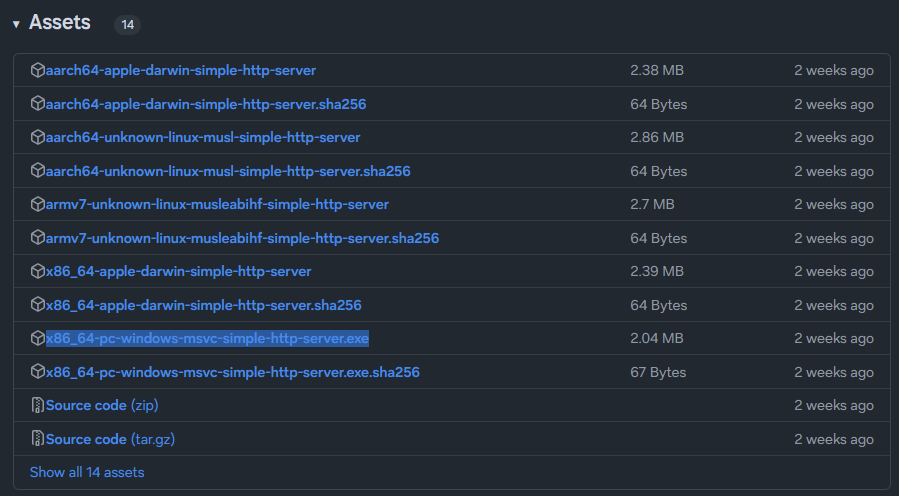 Assets 14
aarch64-apple-darwin-simple-http-server 2.38 MB 2 weeks ago
aarch64-apple-darwin-simple-http-server.sha256 64 Bytes 2 weeks ago
aarch64-unknown-linux-musl-simple-http-server 2.86 MB 2 weeks ago
aarch64-unknown-linux-musl-simple-http-server.sha256 64 Bytes 2 weeks ago
armv7-unknown-linux-musleabihf-simple-http-server 2.7 MB 2 weeks ago
armv7-unknown-linux-musleabihf-simple-http-server.sha256 64 Bytes 2 weeks ago
x86_64-apple-darwin-simple-http-server 2.39 MB 2 weeks ago
x86_64-apple-darwin-simple-http-server.sha256 64 Bytes 2 weeks ago
x86_64-pc-windows-msvc-simple-http-server.exe 2.04 MB 2 weeks ago
x86_64-pc-windows-msvc-simple-http-server.exe.sha256 67 Bytes 2 weeks ago
Source code (zip) 2 weeks ago
Source code (tar.gz) 2 weeks ago
Show all 14 assets